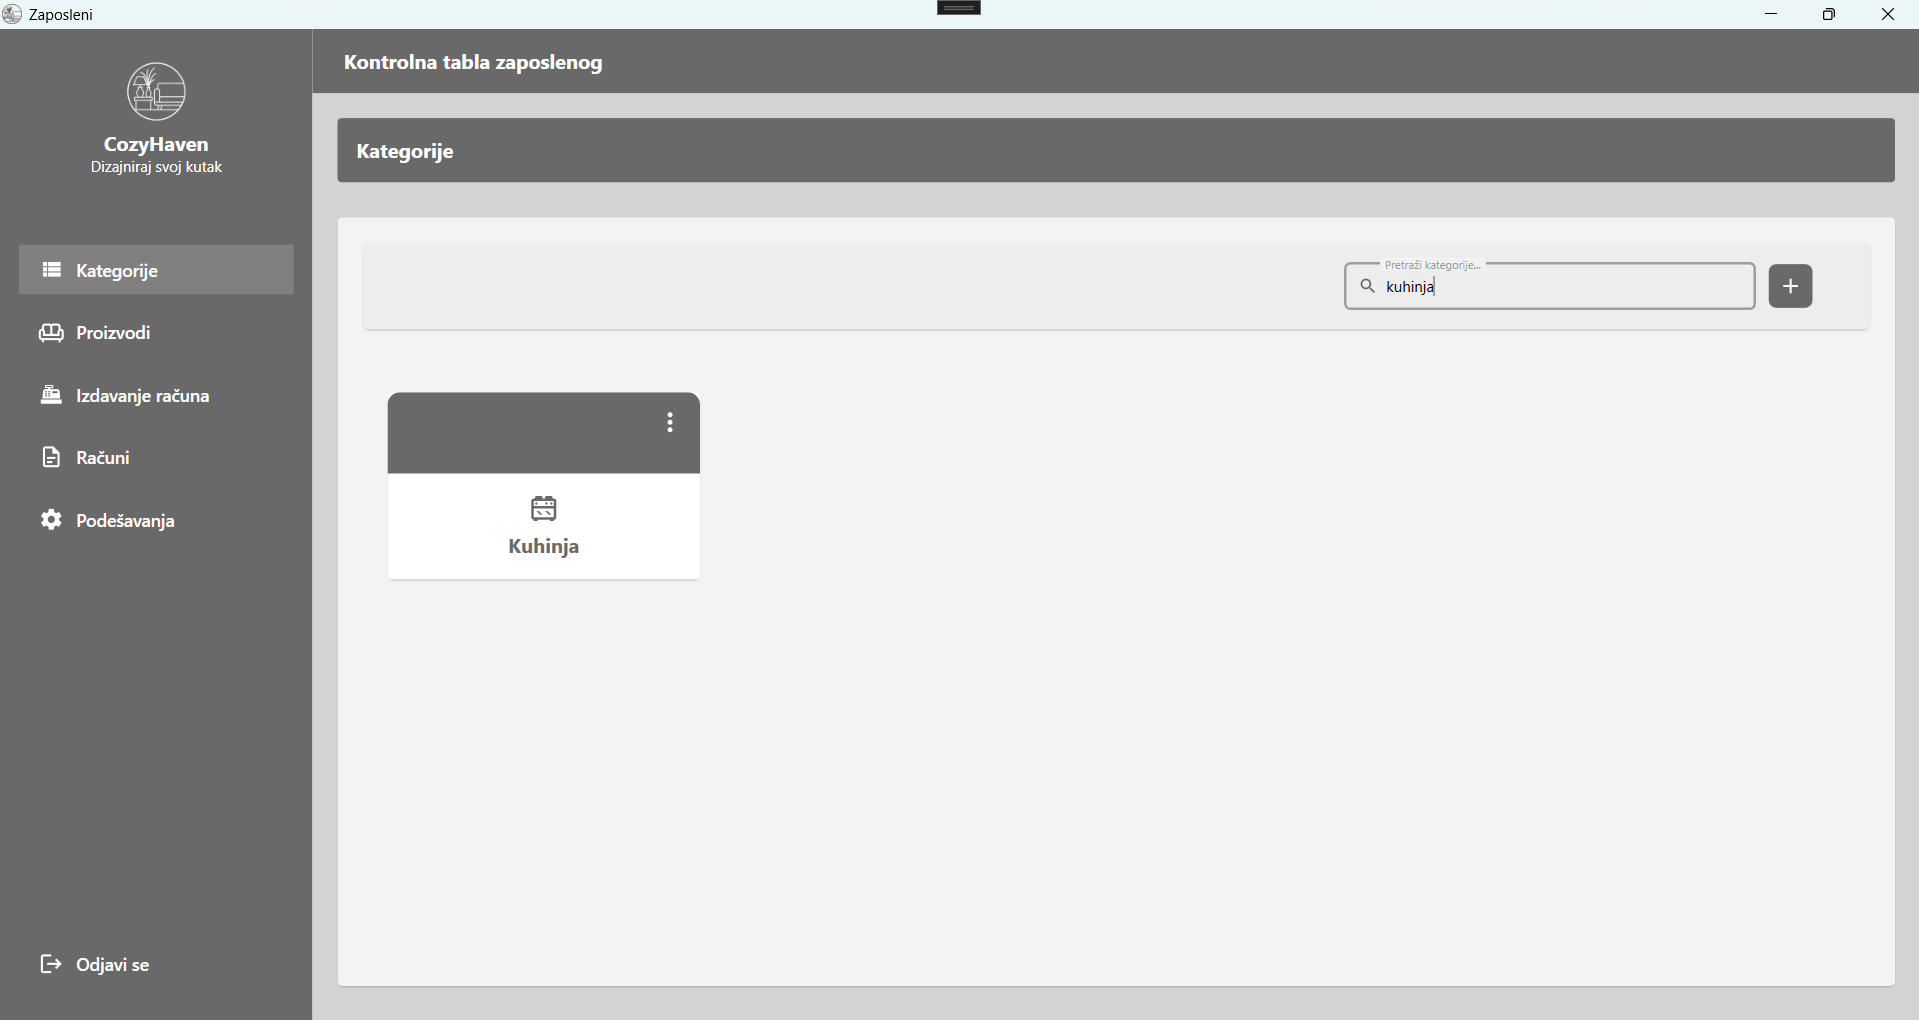 Zaposleni
CozyHaven
Dizajniraj svoj kutak
Kategorije
Proizvodi
Izdavanje računa
Računi
Podešavanja
Odjavi se
Kontrolna tabla zaposlenog
Kategorije
Pretraži kategorije...
kuhinja
Kuhinja